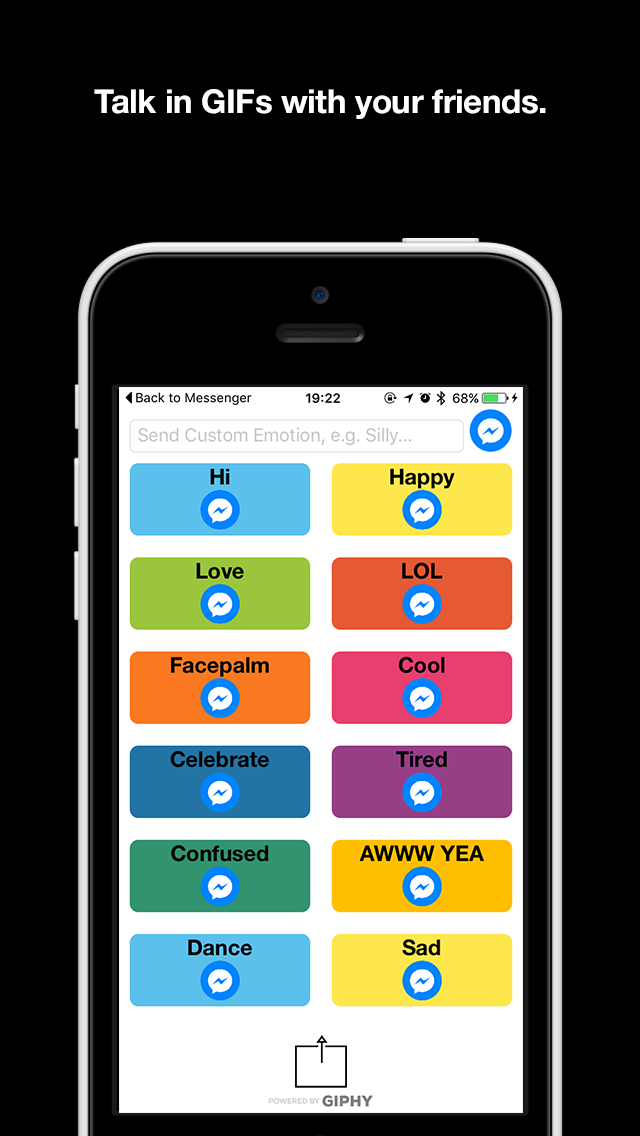 Talk in GIFs with your friends.
Back to Messenger 19:22 68%
Send Custom Emotion, e.g. Silly...
Hi Happy
Love LOL
Facepalm Cool
Celebrate Tired
Confused AWWW YEA
Dance Sad
POWERED BY GIPHY